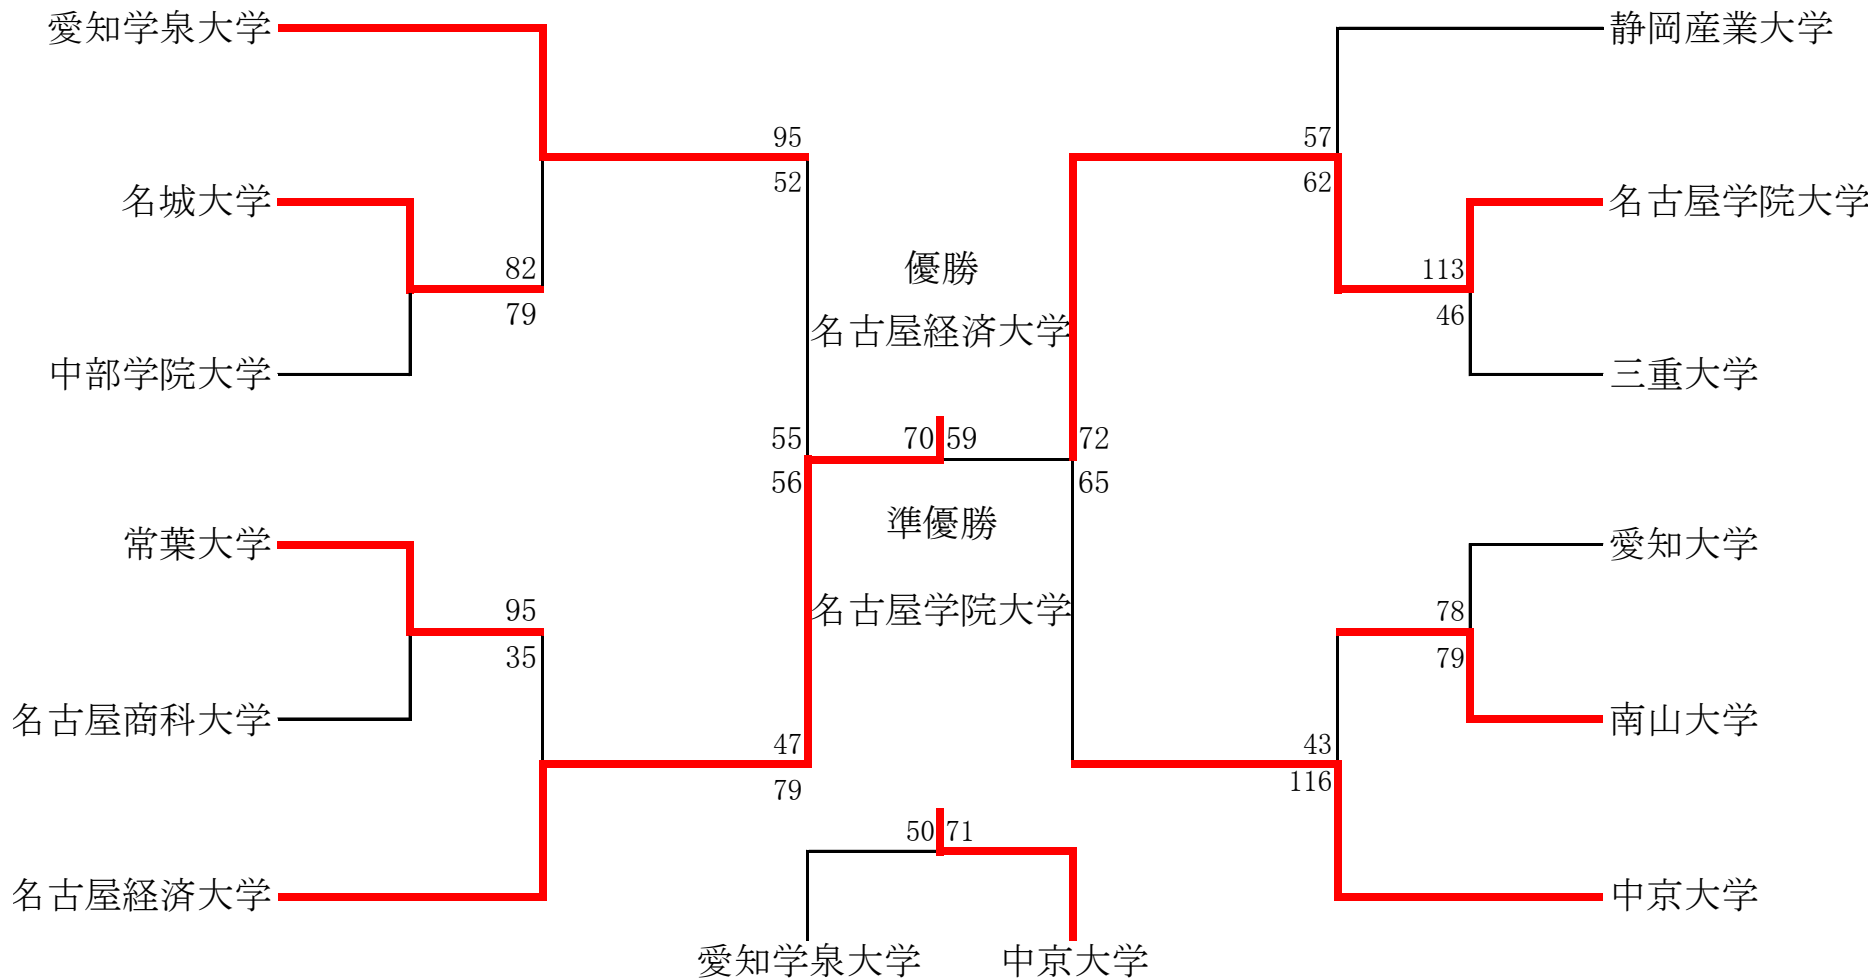 愛知学泉大学
静岡産業大学
95
57
52
62
名城大学
名古屋学院大学
優勝
82
113
79
46
名古屋経済大学
中部学院大学
三重大学
55
70
59
72
56
65
準優勝
常葉大学
愛知大学
名古屋学院大学
95
78
35
79
名古屋商科大学
南山大学
47
43
79
116
50
71
名古屋経済大学
中京大学
愛知学泉大学
中京大学